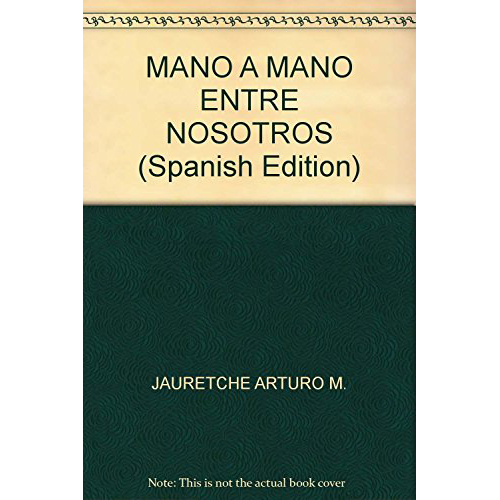 MANO A MANO
ENTRE
NOSOTROS
(Spanish Edition)
JAURETCHE ARTURO M.
Note: This is not the actual book cover